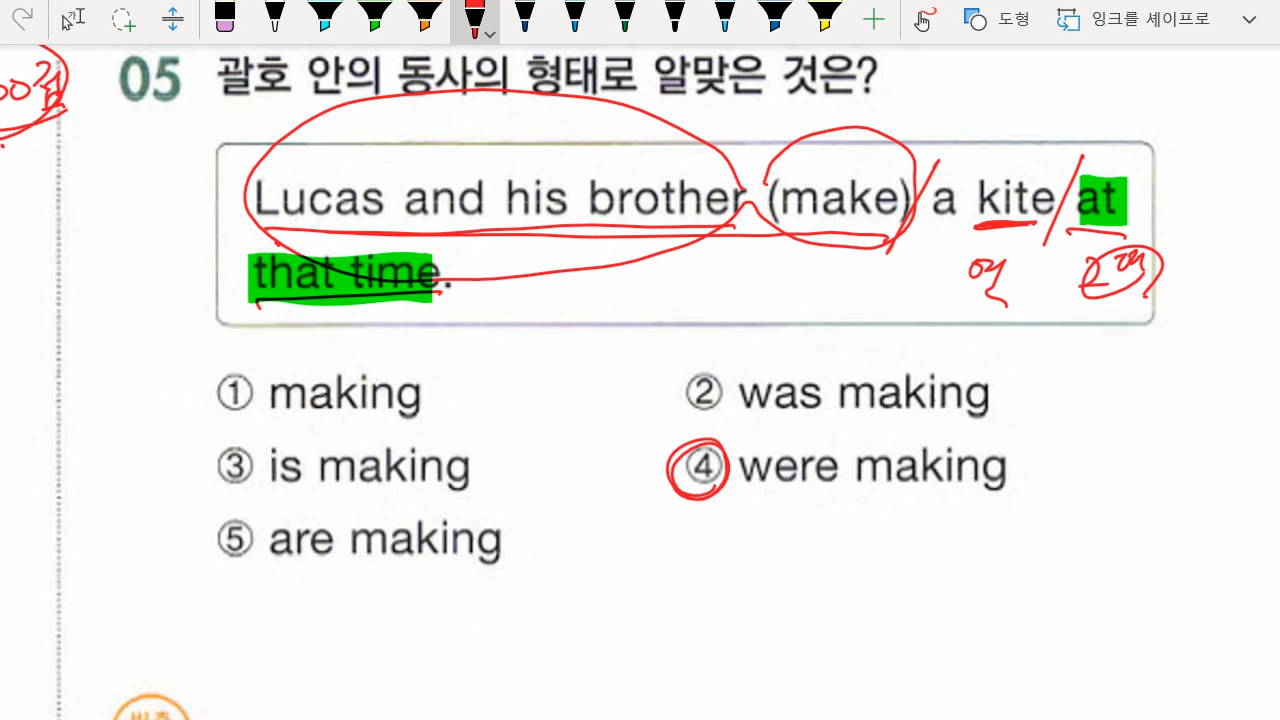 도형
잉크를 셰이프로
05 괄호 안의 동사의 형태로 알맞은 것은?
Lucas and his brother (make) a kite at
that time.
연
① making
② was making
③ is making
④ were making
⑤ are making